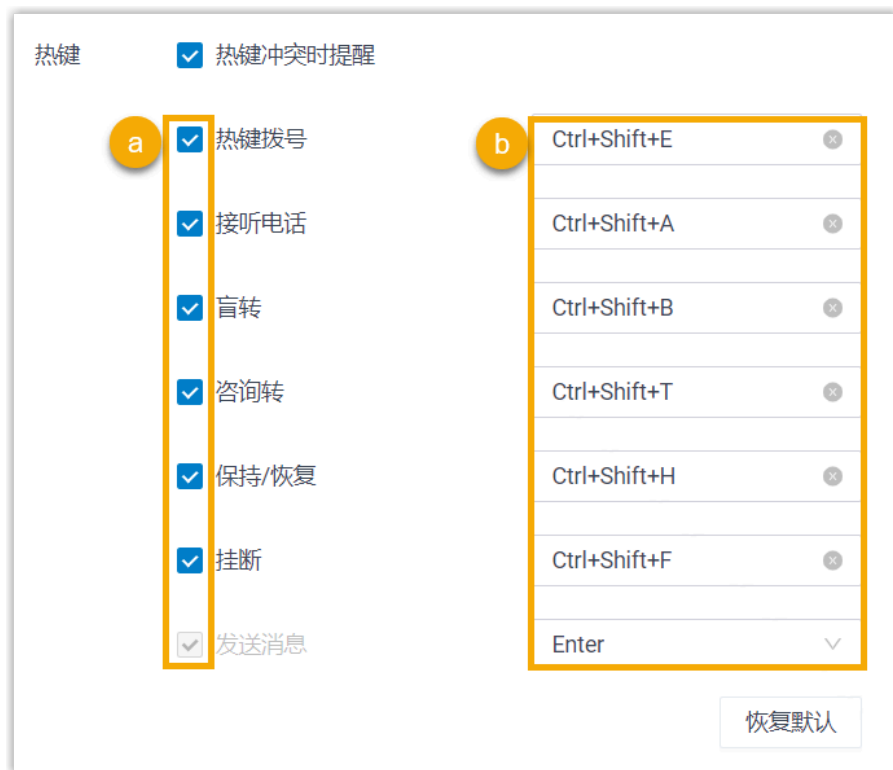 热键 热键冲突时提醒
a 热键拨号 b Ctrl+Shift+E
接听电话 Ctrl+Shift+A
盲转 Ctrl+Shift+B
咨询转 Ctrl+Shift+T
保持/恢复 Ctrl+Shift+H
挂断 Ctrl+Shift+F
发送消息 Enter
恢复默认